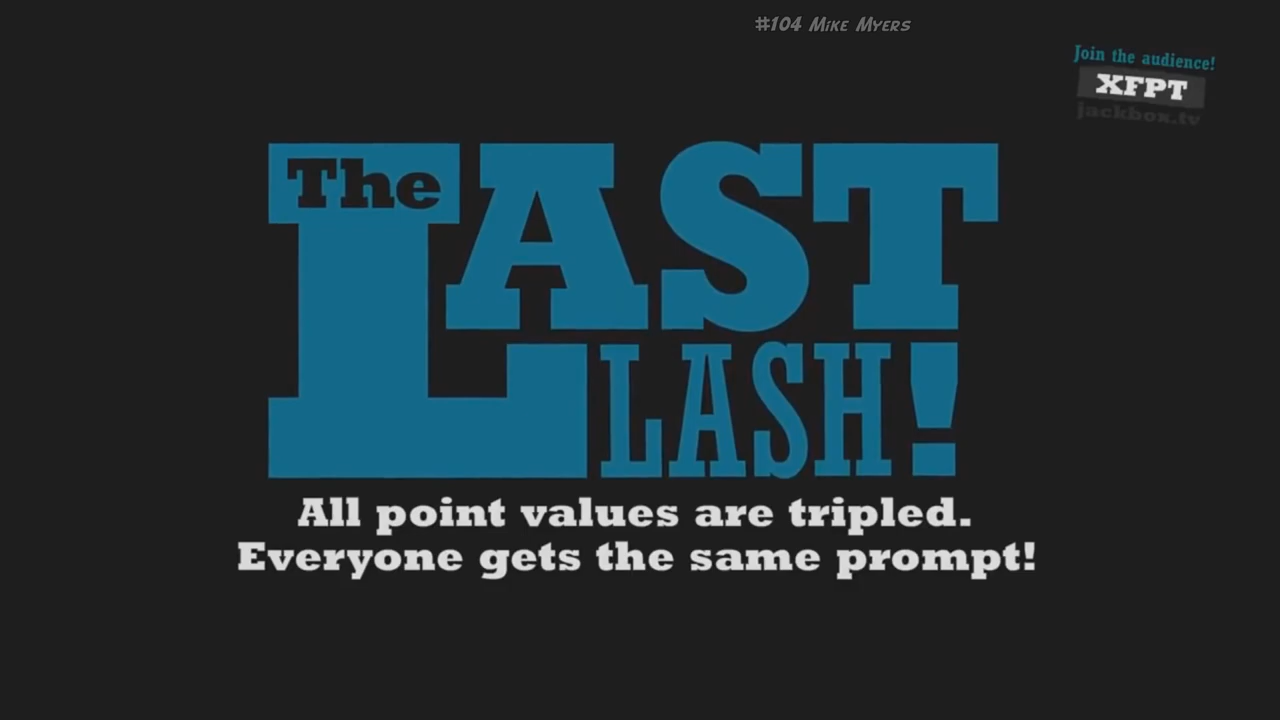 #104 Mike Myers
Join the audience!
XFPT
jackbox.tv
The LAST
LASH!
All point values are tripled.
Everyone gets the same prompt!